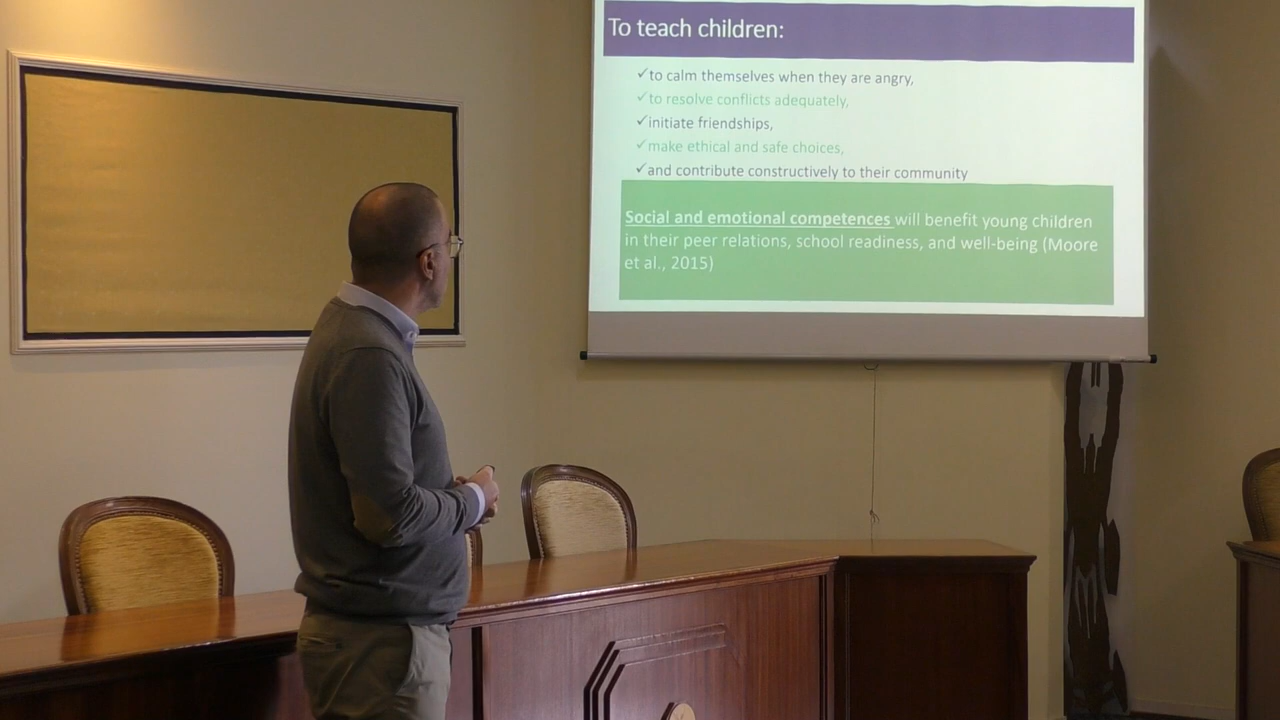 To teach children:
✓to calm themselves when they are angry,
✓to resolve conflicts adequately,
✓initiate friendships,
✓make ethical and safe choices,
✓and contribute constructively to their community
Social and emotional competences will benefit young children
in their peer relations, school readiness, and well-being (Moore
et al., 2015)